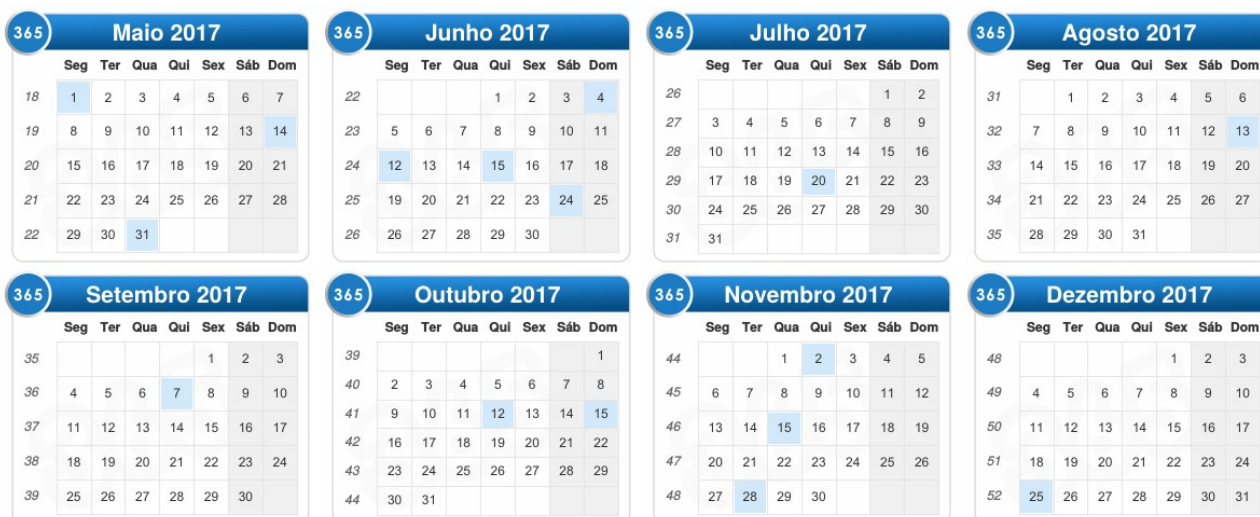 365 Maio 2017
Seg Ter Qua Qui Sex Sáb Dom
18 1 2 3 4 5 6 7
19 8 9 10 11 12 13 14
20 15 16 17 18 19 20 21
21 22 23 24 25 26 27 28
22 29 30 31
365 Junho 2017
Seg Ter Qua Qui Sex Sáb Dom
22 1 2 3 4
23 5 6 7 8 9 10 11
24 12 13 14 15 16 17 18
25 19 20 21 22 23 24 25
26 26 27 28 29 30
365 Julho 2017
Seg Ter Qua Qui Sex Sáb Dom
26 1 2
27 3 4 5 6 7 8 9
28 10 11 12 13 14 15 16
29 17 18 19 20 21 22 23
30 24 25 26 27 28 29 30
31 31
365 Agosto 2017
Seg Ter Qua Qui Sex Sáb Dom
31 1 2 3 4 5 6
32 7 8 9 10 11 12 13
33 14 15 16 17 18 19 20
34 21 22 23 24 25 26 27
35 28 29 30 31
365 Setembro 2017
Seg Ter Qua Qui Sex Sáb Dom
35 1 2 3
36 4 5 6 7 8 9 10
37 11 12 13 14 15 16 17
38 18 19 20 21 22 23 24
39 25 26 27 28 29 30
365 Outubro 2017
Seg Ter Qua Qui Sex Sáb Dom
39 1
40 2 3 4 5 6 7 8
41 9 10 11 12 13 14 15
42 16 17 18 19 20 21 22
43 23 24 25 26 27 28 29
44 30 31
365 Novembro 2017
Seg Ter Qua Qui Sex Sáb Dom
44 1 2 3 4 5
45 6 7 8 9 10 11 12
46 13 14 15 16 17 18 19
47 20 21 22 23 24 25 26
48 27 28 29 30
365 Dezembro 2017
Seg Ter Qua Qui Sex Sáb Dom
48 1 2 3
49 4 5 6 7 8 9 10
50 11 12 13 14 15 16 17
51 18 19 20 21 22 23 24
52 25 26 27 28 29 30 31